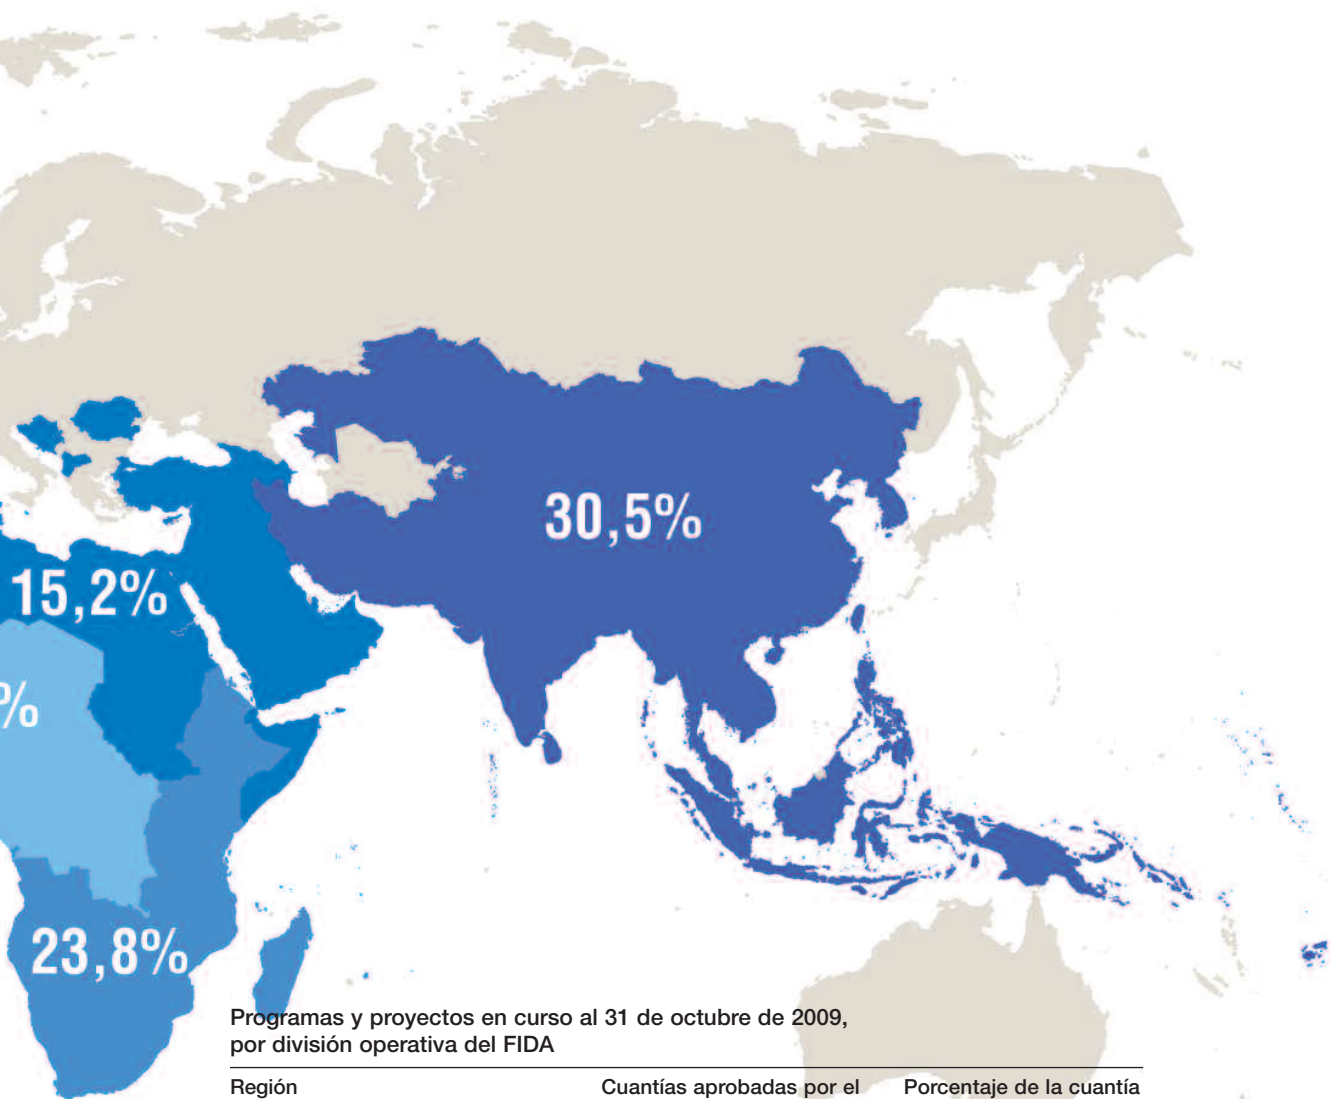 30,5%
15,2%
%
23,8%
Programas y proyectos en curso al 31 de octubre de 2009,
por división operativa del FIDA
Región Cuantías aprobadas por el Porcentaje de la cuantía